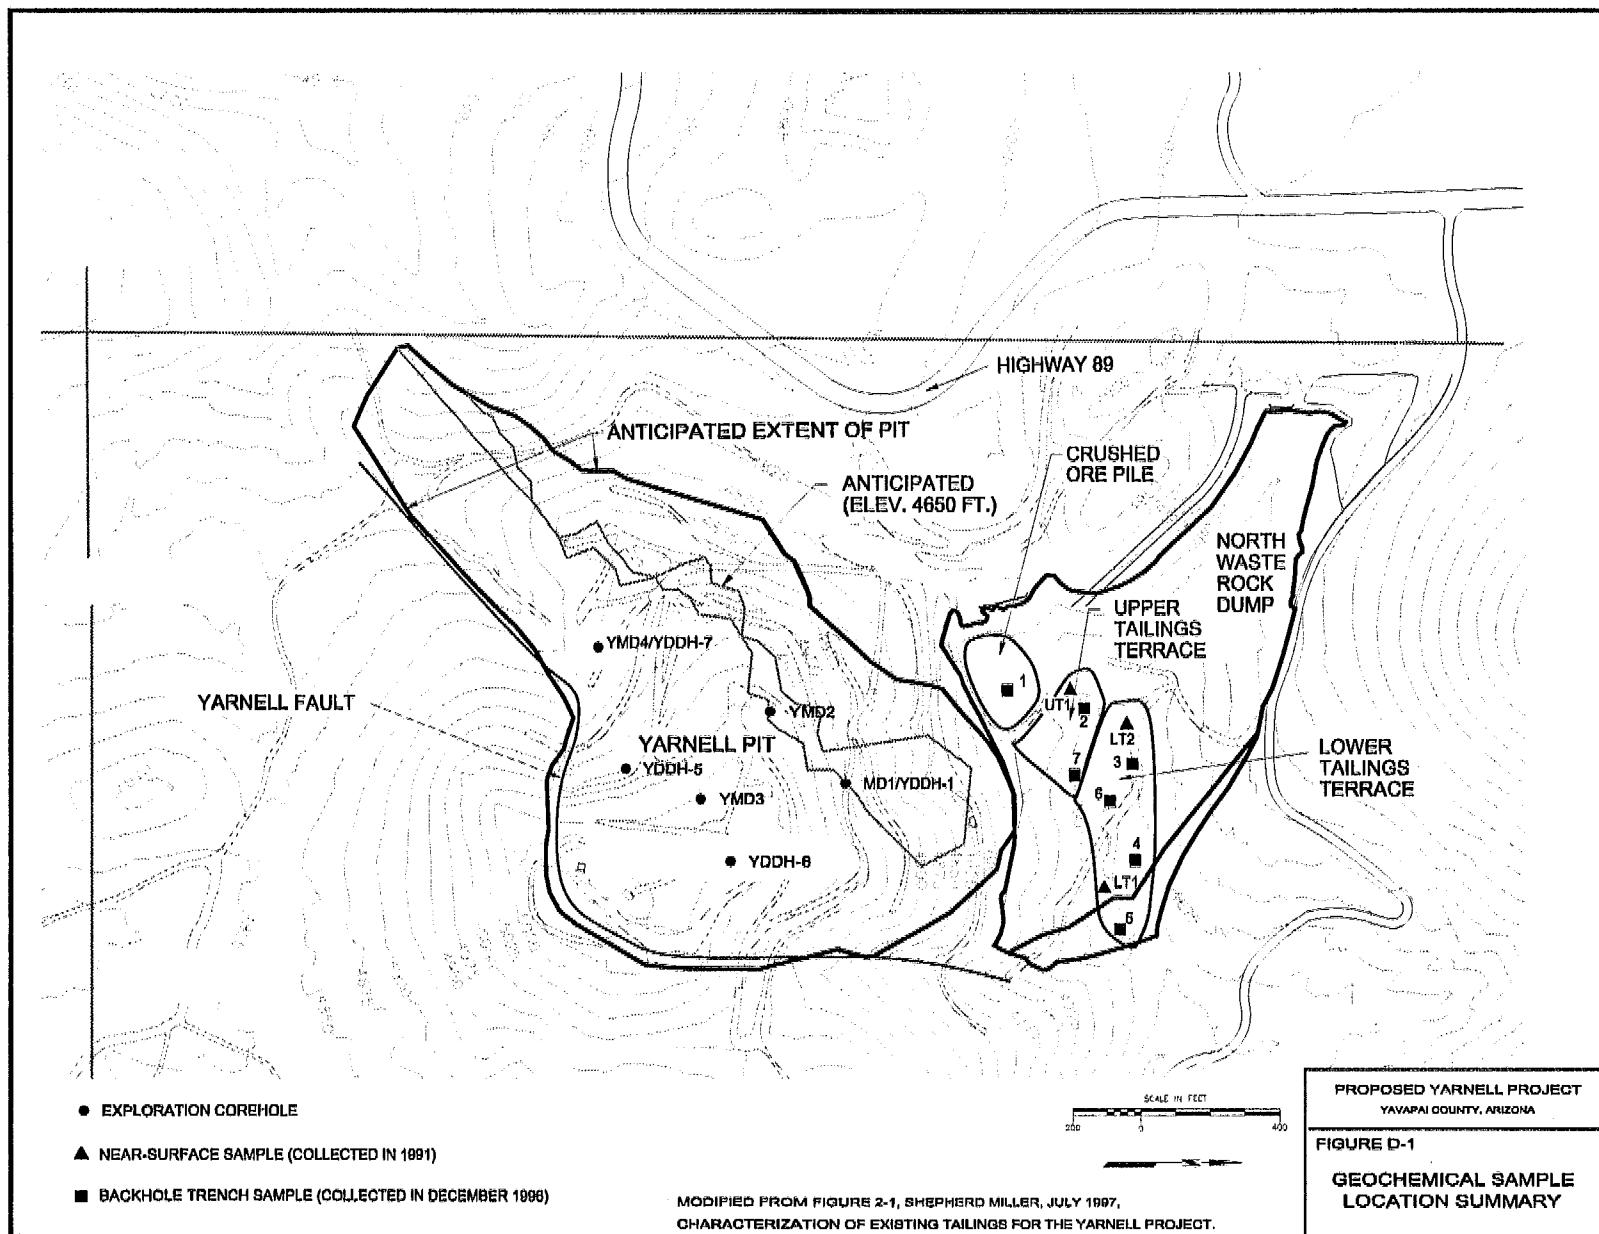 HIGHWAY 89
ANTICIPATED EXTENT OF PIT
CRUSHED
ORE PILE
ANTICIPATED
(ELEV. 4650 FT.)
NORTH
WASTE
ROCK
DUMP
UPPER
TAILINGS
TERRACE
YMD4/YDDH-7
1
YARNELL FAULT
UT1
2
YMD2
LT2
YARNELL PIT
LOWER
TAILINGS
TERRACE
3
7
YDDH-5
MD1/YDDH-1
YMD3
6
4
YDDH-6
LT1
5
● EXPLORATION COREHOLE
▲ NEAR-SURFACE SAMPLE (COLLECTED IN 1991)
■ BACKHOLE TRENCH SAMPLE (COLLECTED IN DECEMBER 1996)
SCALE IN FEET
200 0 400
MODIFIED FROM FIGURE 2-1, SHEPHERD MILLER, JULY 1997,
CHARACTERIZATION OF EXISTING TAILINGS FOR THE YARNELL PROJECT.
PROPOSED YARNELL PROJECT
YAVAPAI COUNTY, ARIZONA
FIGURE D-1
GEOCHEMICAL SAMPLE
LOCATION SUMMARY